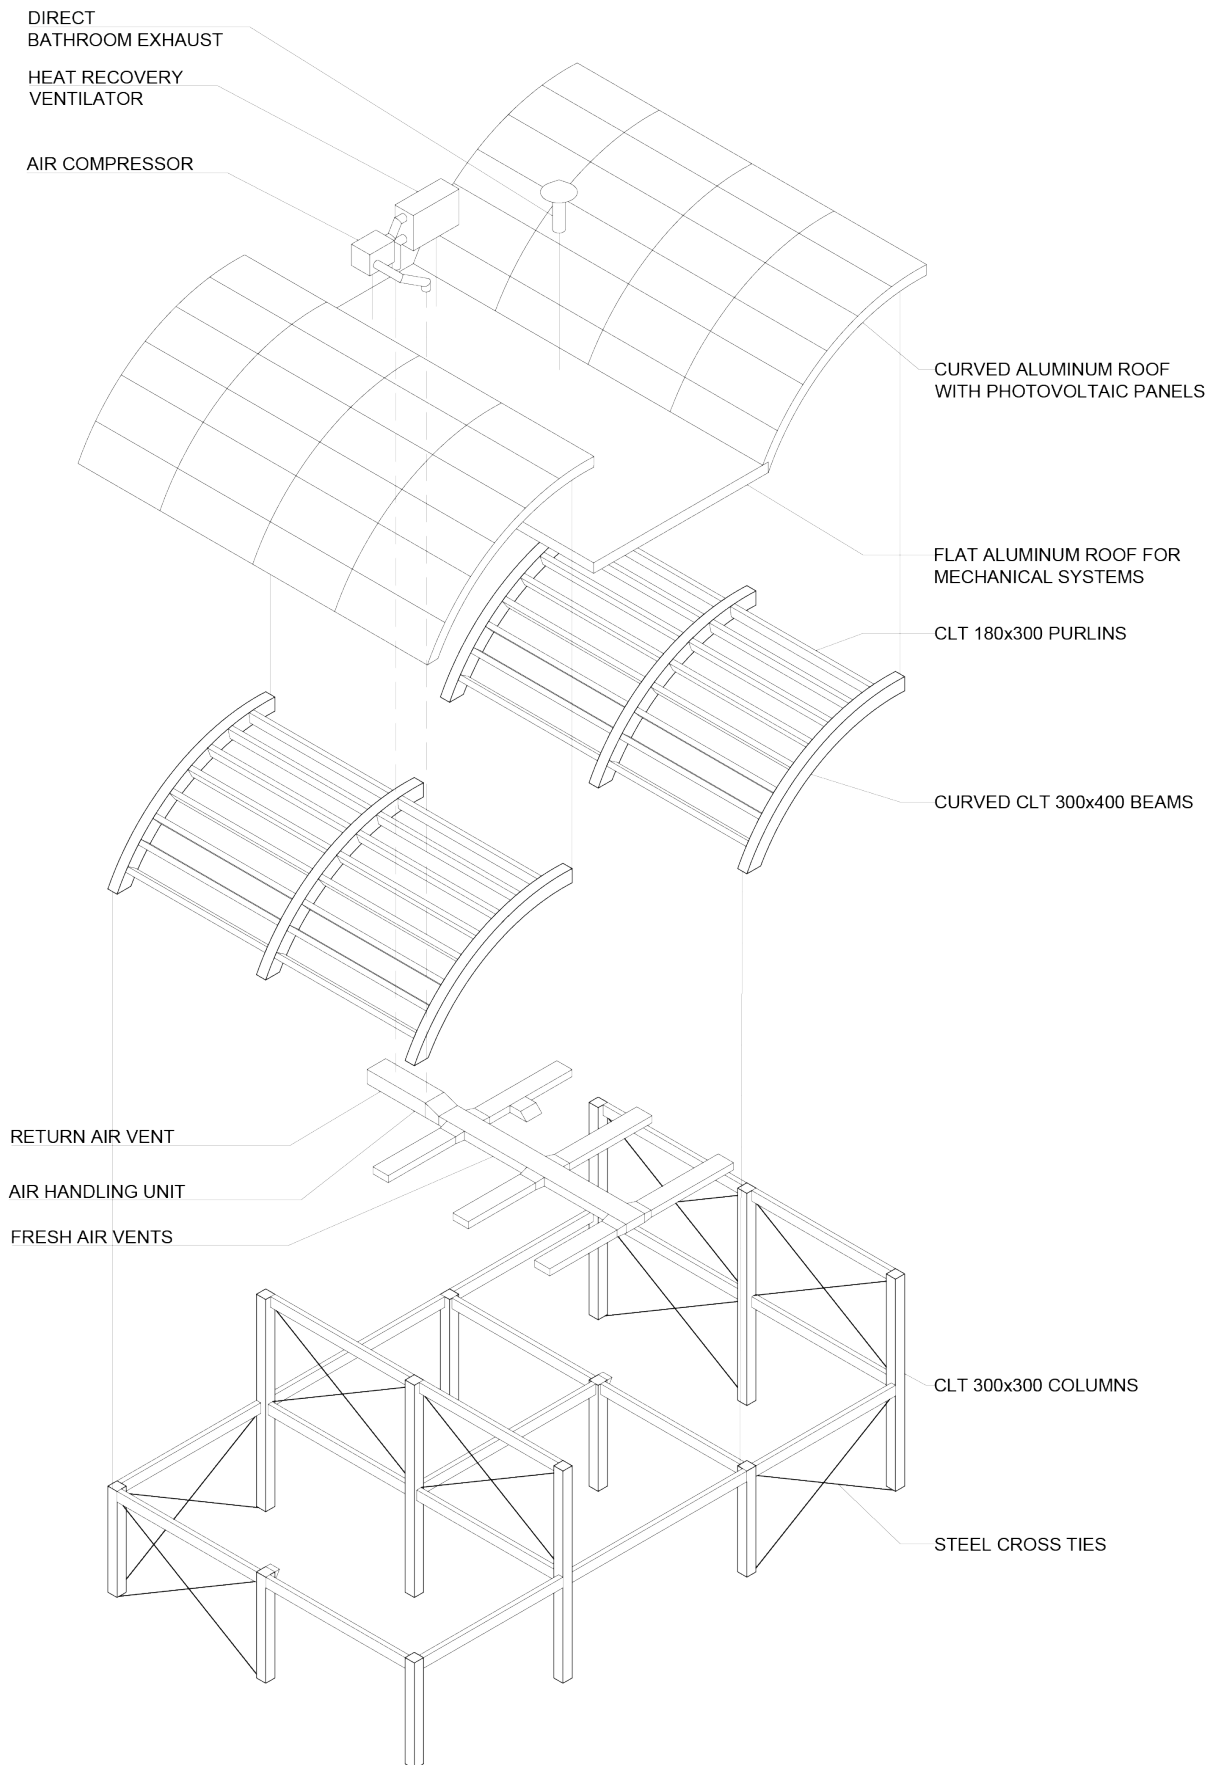 DIRECT
BATHROOM EXHAUST
HEAT RECOVERY
VENTILATOR
AIR COMPRESSOR
CURVED ALUMINUM ROOF
WITH PHOTOVOLTAIC PANELS
FLAT ALUMINUM ROOF FOR
MECHANICAL SYSTEMS
CLT 180x300 PURLINS
CURVED CLT 300x400 BEAMS
RETURN AIR VENT
AIR HANDLING UNIT
FRESH AIR VENTS
CLT 300x300 COLUMNS
STEEL CROSS TIES